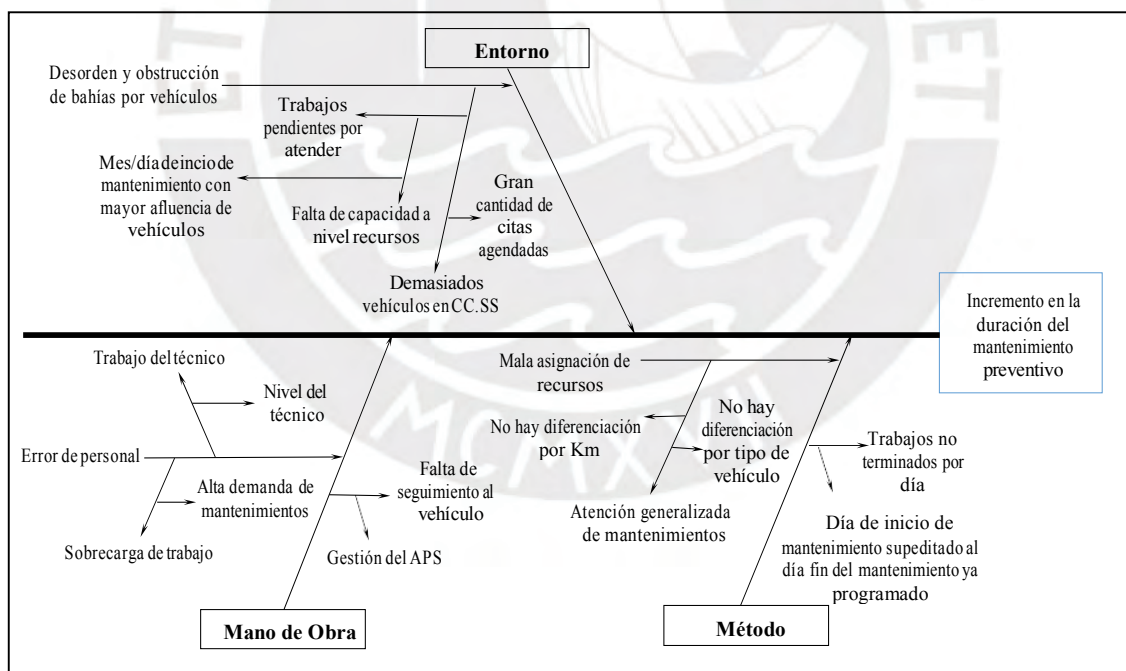 Entorno
Desorden y obstrucción
de bahías por vehículos
Trabajos
pendientes por
atender
Mes/día deincio de
mantenimiento con
mayor afluencia de
vehículos
Falta de capacidad a
nivel recursos
Gran
cantidad de
citas
agendadas
Demasiados
vehículos en CC.SS
Incremento en la
duración del
mantenimiento
preventivo
Trabajo del técnico
Nivel del
técnico
Error de personal
Alta demanda de
mantenimientos
Sobrecarga de trabajo
Falta de
seguimiento al
vehículo
Gestión del APS
Mano de Obra
Mala asignación de
recursos
No hay diferenciación
por Km
No hay
diferenciación
por tipo de
vehículo
Atención generalizada
de mantenimientos
Trabajos no
terminados por
día
Día de inicio de
mantenimiento supeditado al
día fin del mantenimiento ya
programado
Método
ET
ET
MCMXVII